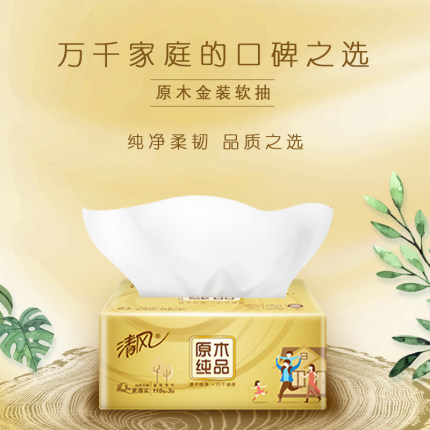 万千家庭的口碑之选
原木金装软抽
纯净柔韧 品质之选
清风®
原木
纯品